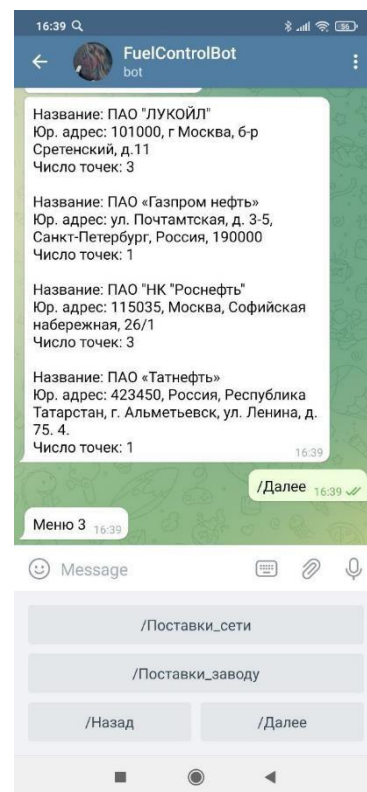 16:39
56
FuelControlBot
bot
Название: ПАО "ЛУКОЙЛ"
Юр. адрес: 101000, г Москва, б-р
Сретенский, д.11
Число точек: 3
Название: ПАО «Газпром нефть»
Юр. адрес: ул. Почтамтская, д. 3-5,
Санкт-Петербург, Россия, 190000
Число точек: 1
Название: ПАО "НК "Роснефть"
Юр. адрес: 115035, Москва, Софийская
набережная, 26/1
Число точек: 3
Название: ПАО «Татнефть»
Юр. адрес: 423450, Россия, Республика
Татарстан, г. Альметьевск, ул. Ленина, д.
75. 4.
Число точек: 1
16:39
/Далее 16:39
Меню 3 16:39
Message
/Поставки_сети
/Поставки_заводу
/Назад
/Далее